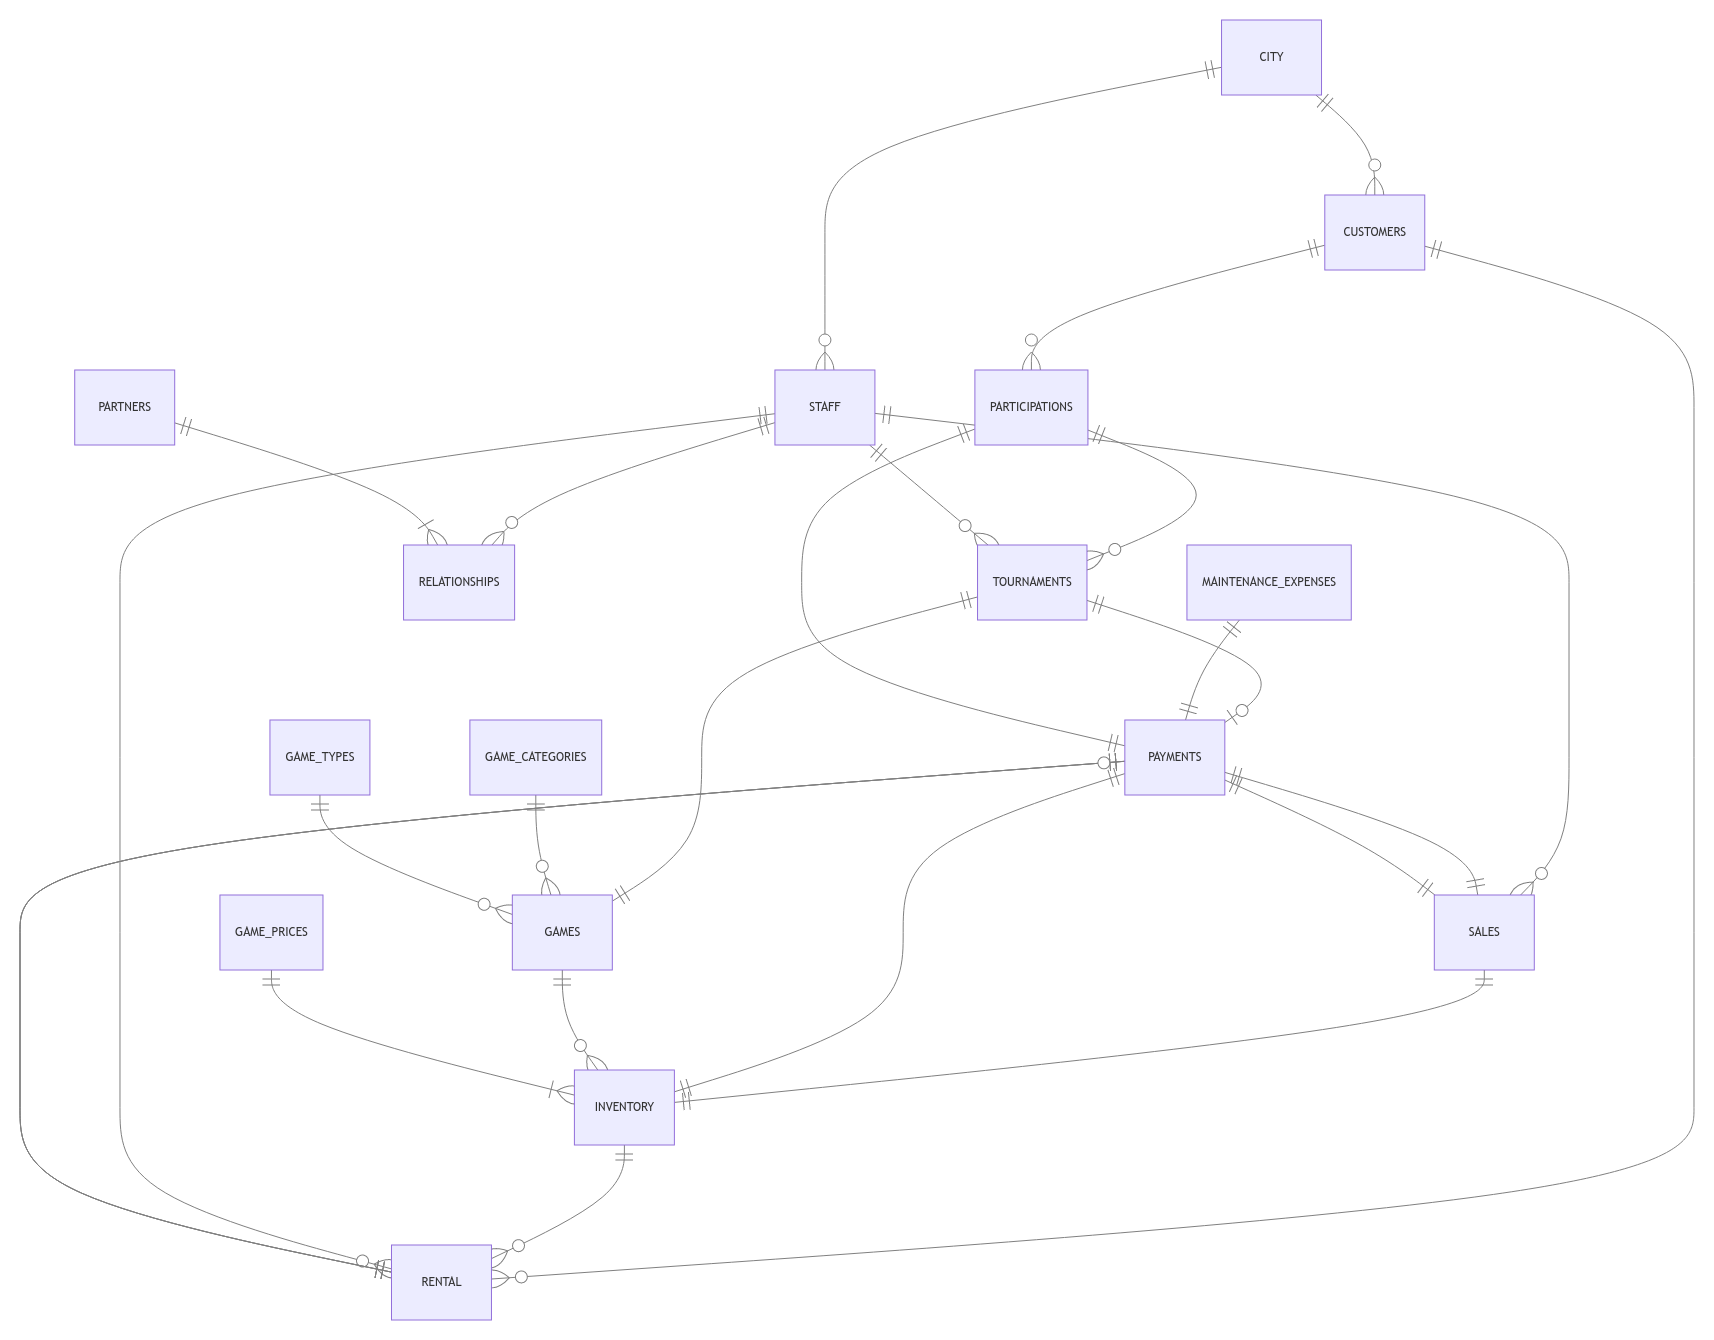 CITY
CUSTOMERS
PARTNERS
STAFF
PARTICIPATIONS
RELATIONSHIPS
TOURNAMENTS
MAINTENANCE_EXPENSES
GAME_TYPES
GAME_CATEGORIES
PAYMENTS
GAME_PRICES
GAMES
SALES
INVENTORY
RENTAL